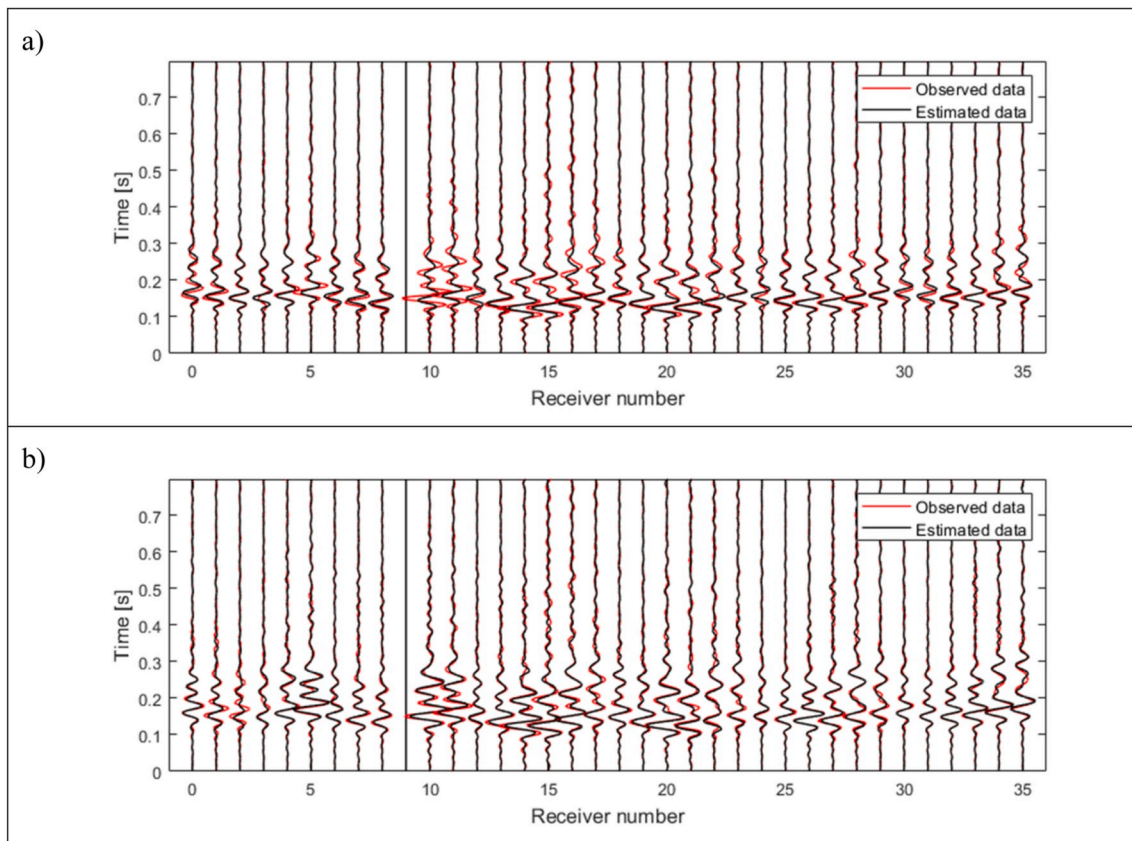 a)
0.7
0.6
0.5
0.4
0.3
0.2
0.1
0
Time [s]
Observed data
Estimated data
0 5 10 15 20 25 30 35
Receiver number
b)
0.7
0.6
0.5
0.4
0.3
0.2
0.1
0
Time [s]
Observed data
Estimated data
0 5 10 15 20 25 30 35
Receiver number